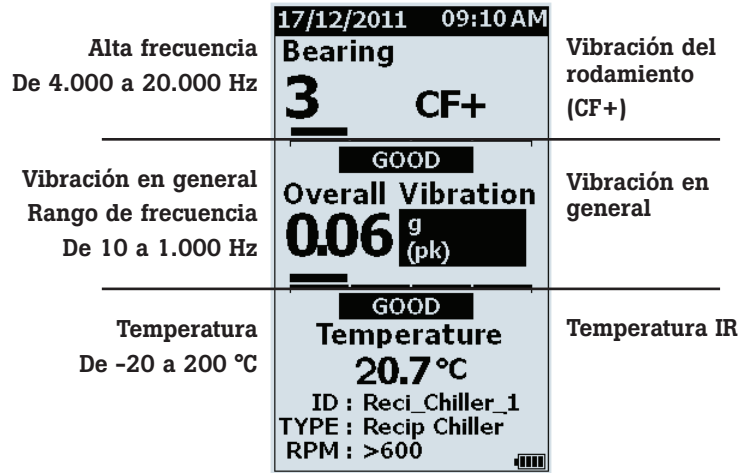 17/12/2011 09:10 AM
Alta frecuencia
De 4.000 a 20.000 Hz
Bearing
3 CF+
Vibración del
rodamiento
(CF+)
GOOD
Vibración en general
Rango de frecuencia
De 10 a 1.000 Hz
Overall Vibration
0.06 g
(pk)
Vibración en
general
GOOD
Temperatura
De -20 a 200 °C
Temperature
20.7 °C
Temperatura IR
ID : Reci_Chiller_1
TYPE : Recip Chiller
RPM : >600